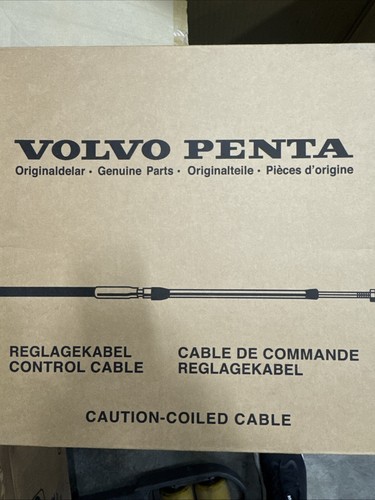 VOLVO PENTA
Originaldelar · Genuine Parts · Originalteile · Pièces d'origine
REGLAGEKABEL CABLE DE COMMANDE
CONTROL CABLE REGLAGEKABEL
CAUTION-COILED CABLE